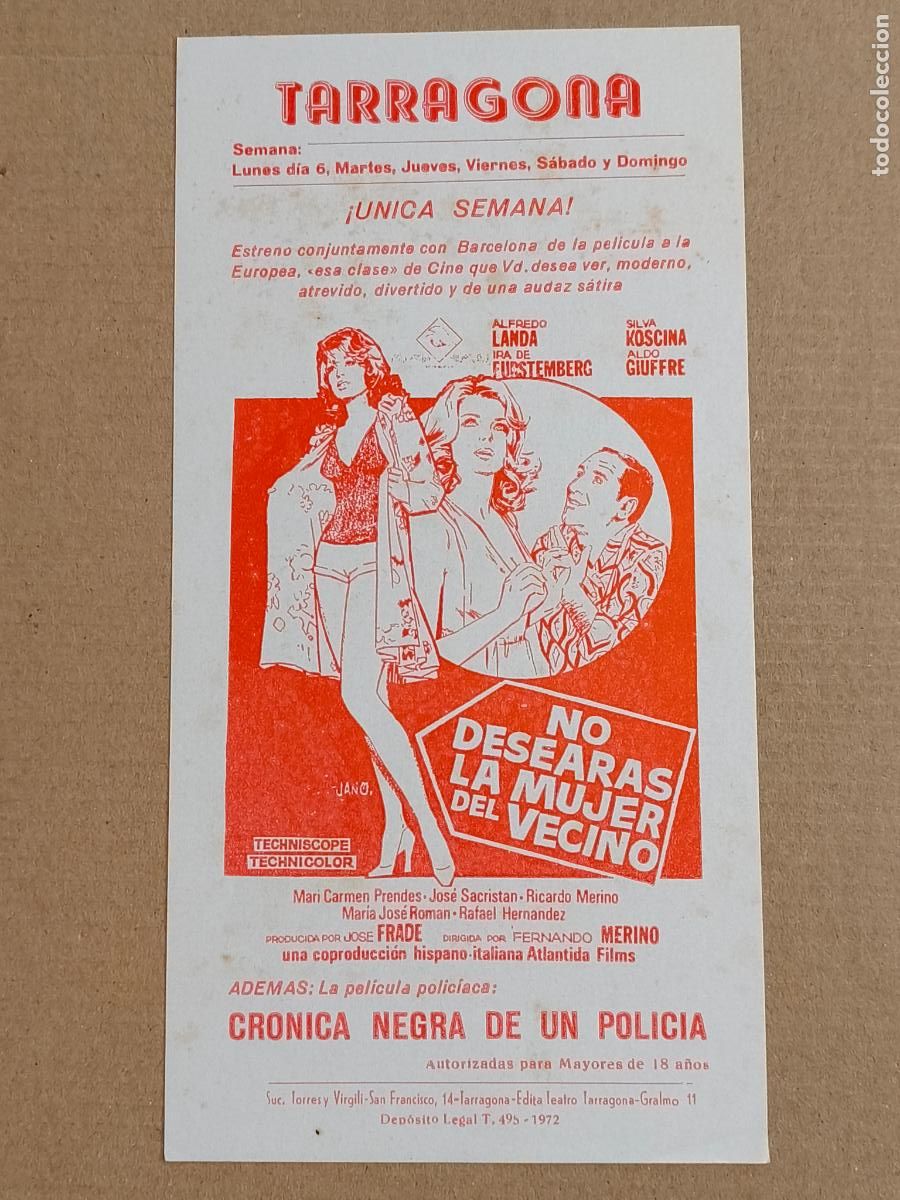 TARRAGONA
Semana:
Lunes día 6, Martes, Jueves, Viernes, Sábado y Domingo
¡UNICA SEMANA!
Estreno conjuntamente con Barcelona de la pelicula a la
Europea, «esa clase» de Cine que Vd. desea ver, moderno,
atrevido, divertido y de una audaz sátira
ALFREDO
LANDA
IRA DE
FURSTEMBERG
SILVA
KOSCINA
ALDO
GIUFFRE
NO
DESEARAS
LA MUJER
DEL VECINO
JANO.
TECHNISCOPE
TECHNICOLOR
Mari Carmen Prendes · José Sacristan · Ricardo Merino
María José Roman · Rafael Hernandez
PRODUCIDA POR JOSE FRADE DIRIGIDA POR FERNANDO MERINO
una coproducción hispano-italiana Atlantida Films
ADEMAS: La película policíaca:
CRONICA NEGRA DE UN POLICIA
Autorizadas para Mayores de 18 años
Suc. Torres y Virgili-San Francisco, 14-Tarragona-Edita Teatro Tarragona-Gralmo 11
Depósito Legal T. 495 - 1972
todocoleccion